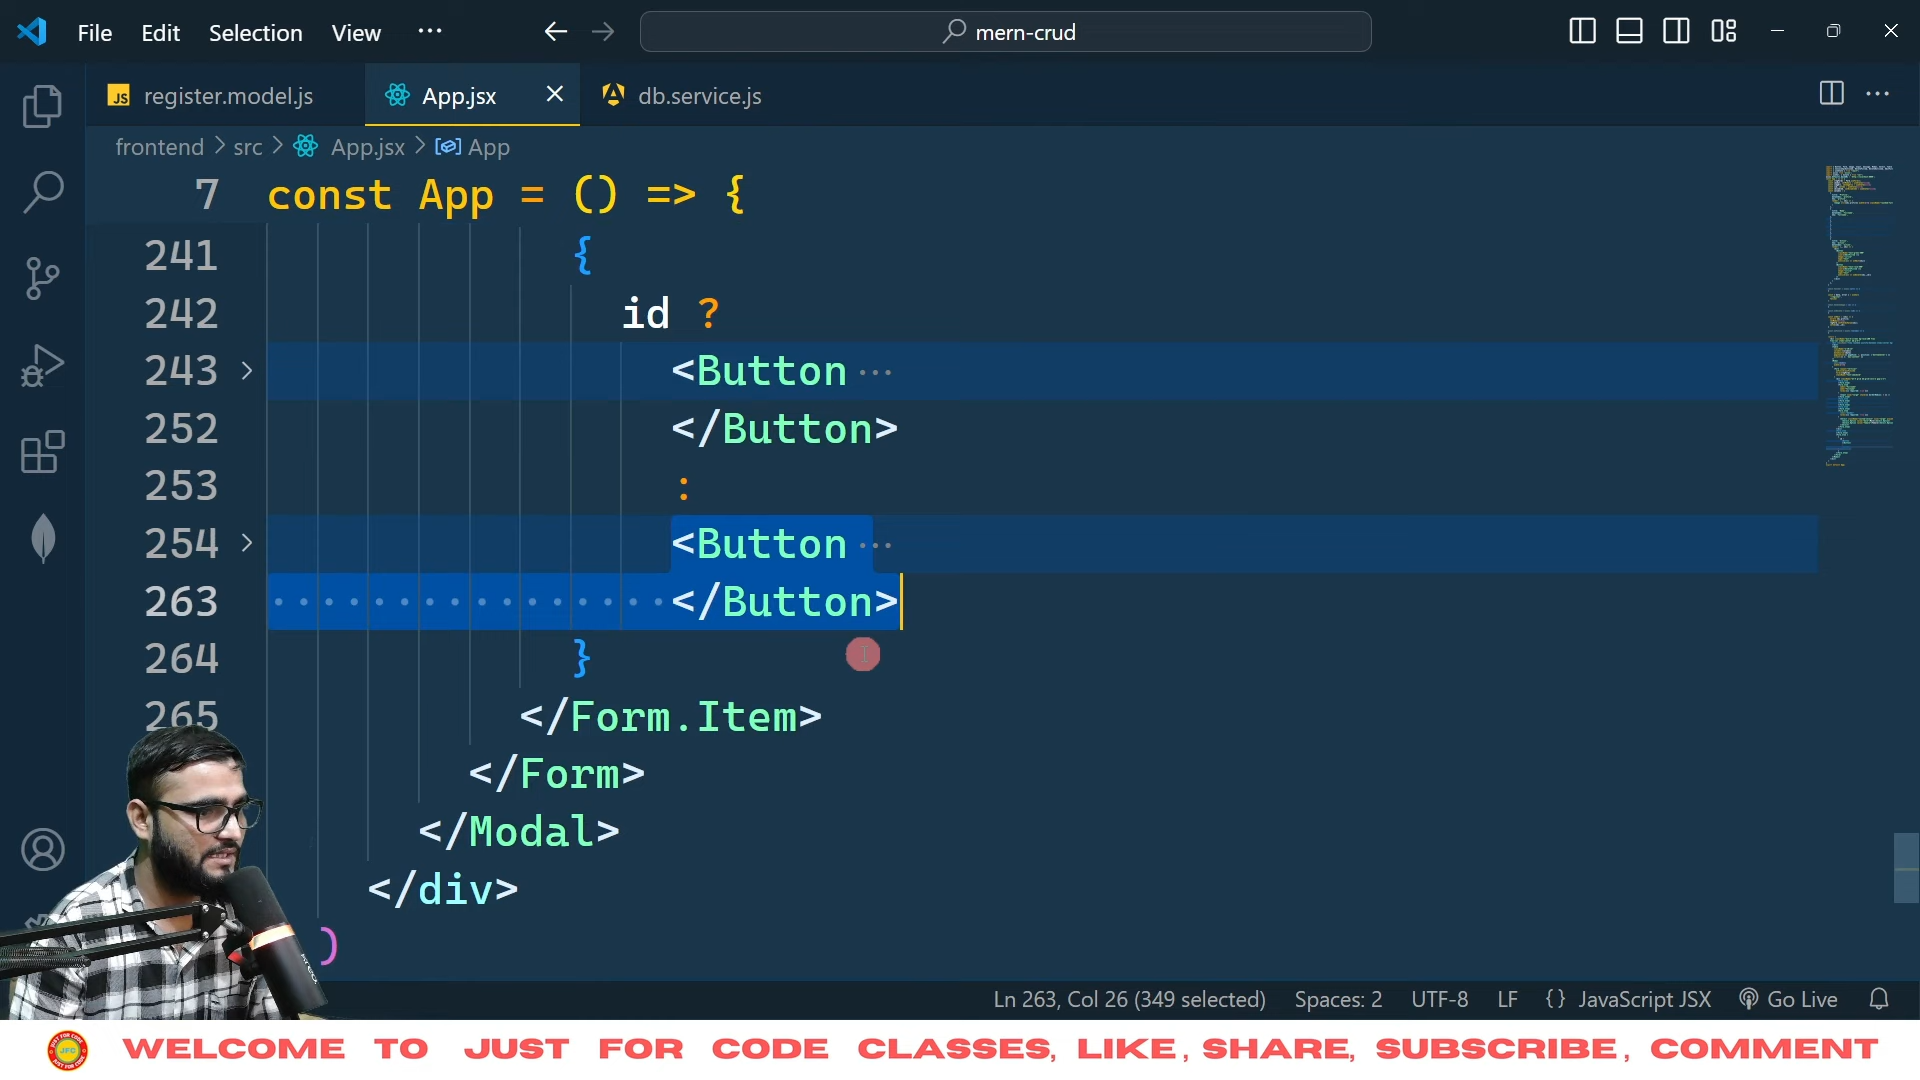 File Edit Selection View ··· mern-crud
register.model.js App.jsx db.service.js
frontend > src > App.jsx > App
7 const App = () => {
241 {
242 id ?
243 <Button ···
252 </Button>
253 :
254 <Button ···
263 </Button>
264 }
265 </Form.Item>
</Form>
</Modal>
</div>
)
Ln 263, Col 26 (349 selected) Spaces: 2 UTF-8 LF {} JavaScript JSX Go Live
WELCOME TO JUST FOR CODE CLASSES, LIKE, SHARE, SUBSCRIBE, COMMENT